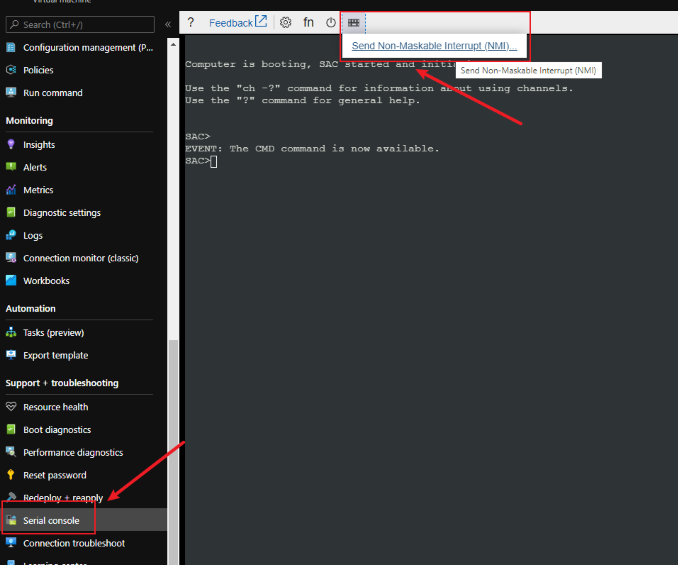 Virtual machine
Search (Ctrl+/)
«
? Feedback fn
Send Non-Maskable Interrupt (NMI)...
Send Non-Maskable Interrupt (NMI)
Configuration management (P...
Policies
Run command
Monitoring
Insights
Alerts
Metrics
Diagnostic settings
Logs
Connection monitor (classic)
Workbooks
Automation
Tasks (preview)
Export template
Support + troubleshooting
Resource health
Boot diagnostics
Performance diagnostics
Reset password
Redeploy + reapply
Serial console
Connection troubleshoot
Computer is booting, SAC started and
Use the "ch -?" command for information about using channels.
Use the "?" command for general help.
SAC>
EVENT: The CMD command is now available.
SAC>